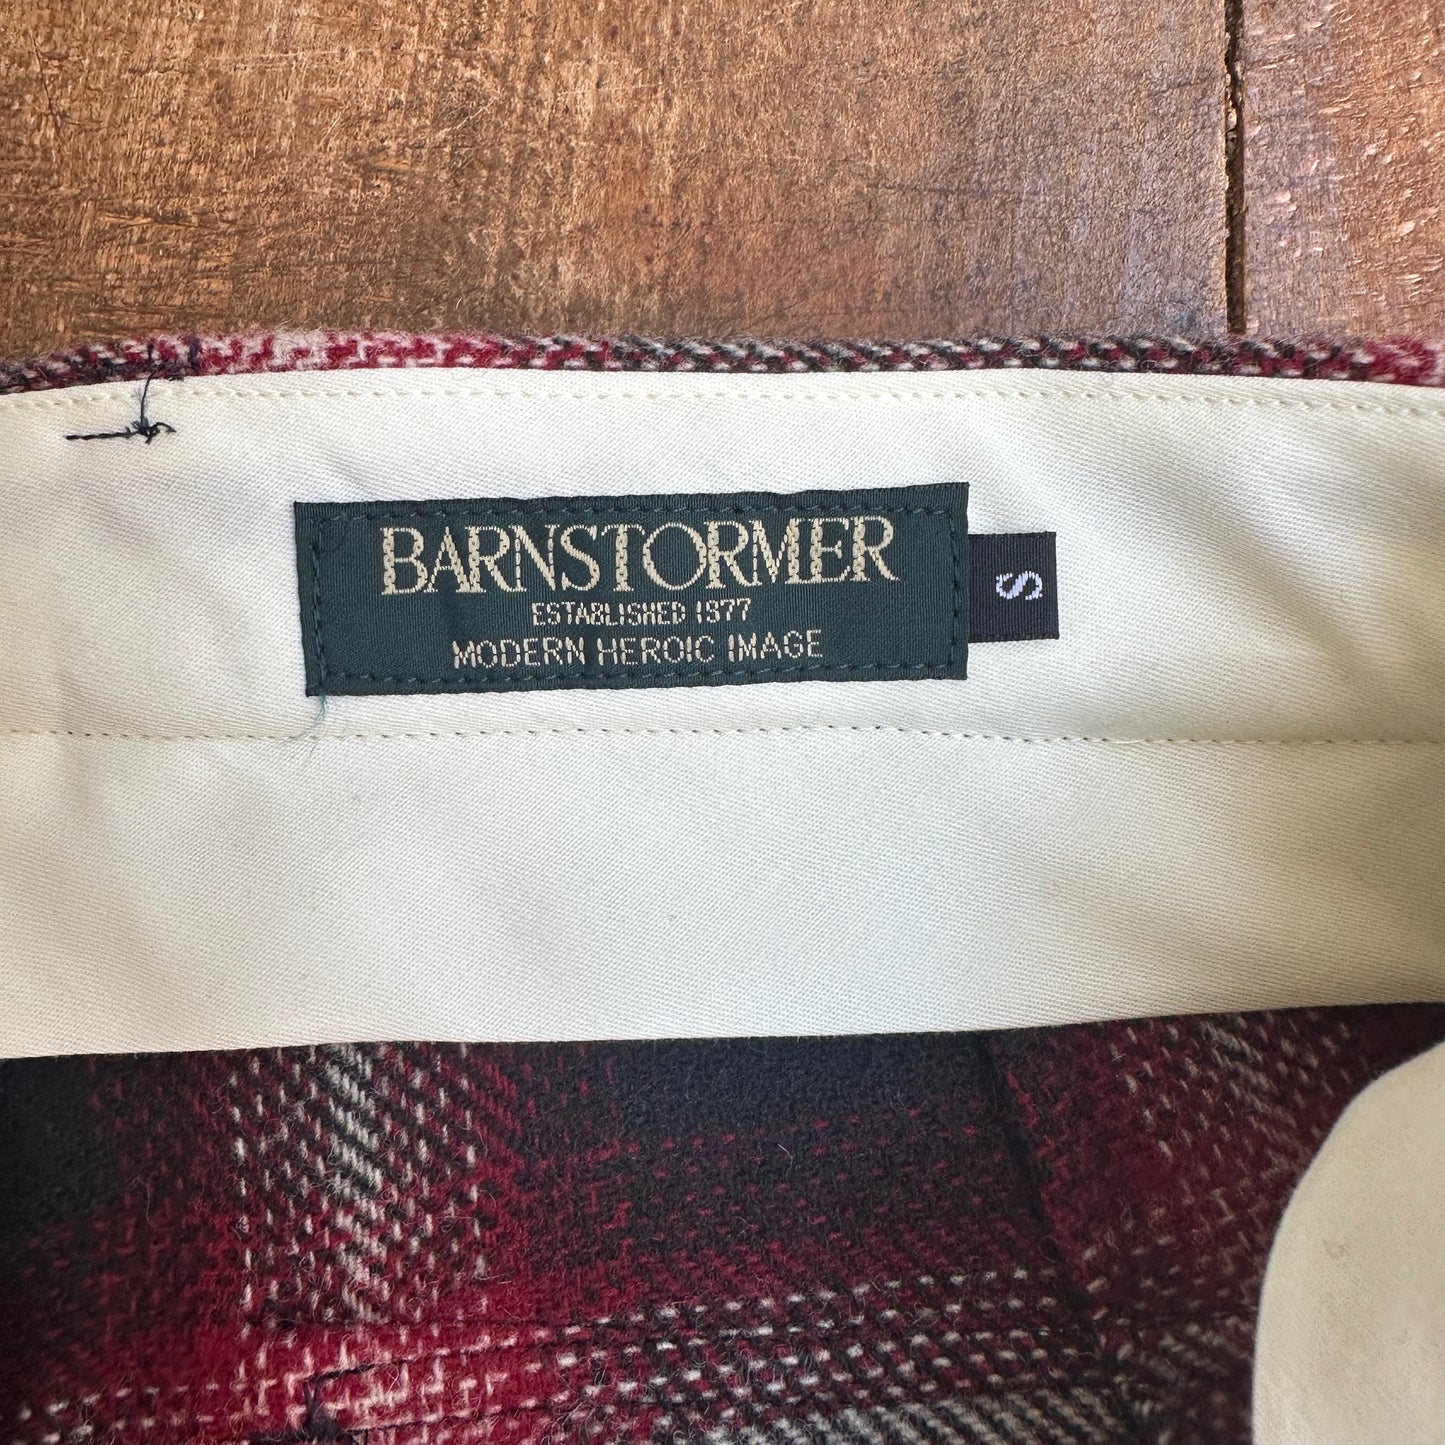 BARNSTORMER
ESTABLISHED 1977
MODERN HEROIC IMAGE
S